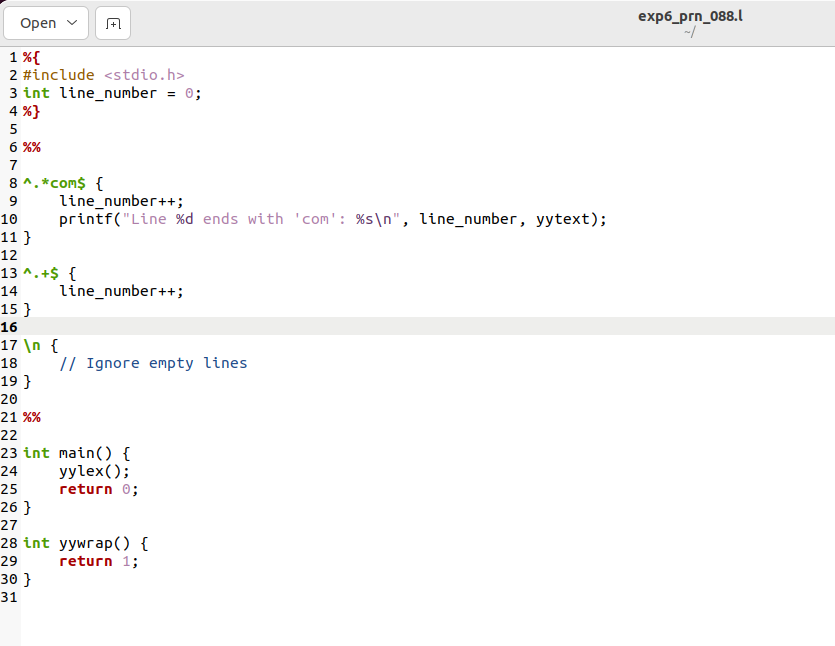 Open
exp6_prn_088.l
~/
1 %{
2 #include <stdio.h>
3 int line_number = 0;
4 %}
5
6 %%
7
8 ^.*com$ {
9     line_number++;
10     printf("Line %d ends with 'com': %s\n", line_number, yytext);
11 }
12
13 ^.+$ {
14     line_number++;
15 }
16
17 \n {
18     // Ignore empty lines
19 }
20
21 %%
22
23 int main() {
24     yylex();
25     return 0;
26 }
27
28 int yywrap() {
29     return 1;
30 }
31